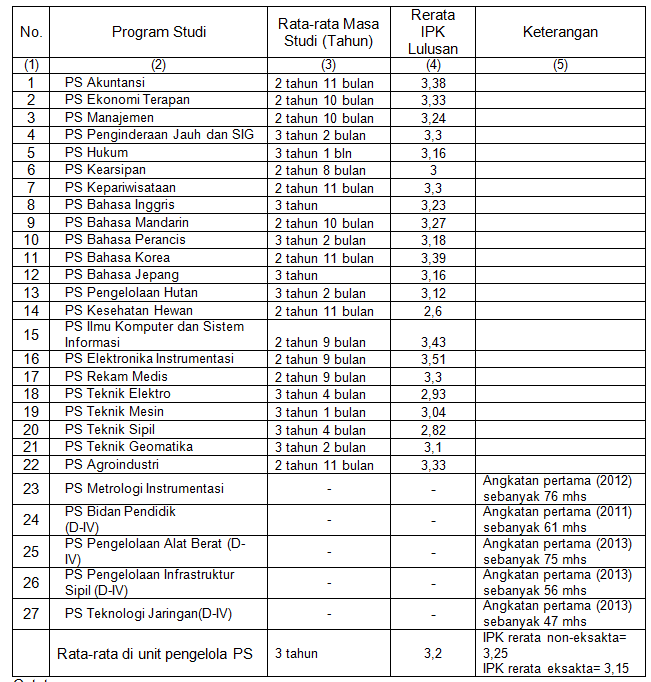 No. Program Studi Rata-rata Masa Studi (Tahun) Rerata IPK Lulusan Keterangan
(1) (2) (3) (4) (5)
1 PS Akuntansi 2 tahun 11 bulan 3,38
2 PS Ekonomi Terapan 2 tahun 10 bulan 3,33
3 PS Manajemen 2 tahun 10 bulan 3,24
4 PS Penginderaan Jauh dan SIG 3 tahun 2 bulan 3,3
5 PS Hukum 3 tahun 1 bln 3,16
6 PS Kearsipan 2 tahun 8 bulan 3
7 PS Kepariwisataan 2 tahun 11 bulan 3,3
8 PS Bahasa Inggris 3 tahun 3,23
9 PS Bahasa Mandarin 2 tahun 10 bulan 3,27
10 PS Bahasa Perancis 3 tahun 2 bulan 3,18
11 PS Bahasa Korea 2 tahun 11 bulan 3,39
12 PS Bahasa Jepang 3 tahun 3,16
13 PS Pengelolaan Hutan 3 tahun 2 bulan 3,12
14 PS Kesehatan Hewan 2 tahun 11 bulan 2,6
15 PS Ilmu Komputer dan Sistem
Informasi 2 tahun 9 bulan 3,43
16 PS Elektronika Instrumentasi 2 tahun 9 bulan 3,51
17 PS Rekam Medis 2 tahun 9 bulan 3,3
18 PS Teknik Elektro 3 tahun 4 bulan 2,93
19 PS Teknik Mesin 3 tahun 1 bulan 3,04
20 PS Teknik Sipil 3 tahun 4 bulan 2,82
21 PS Teknik Geomatika 3 tahun 2 bulan 3,1
22 PS Agroindustri 2 tahun 11 bulan 3,33
23 PS Metrologi Instrumentasi - - Angkatan pertama (2012)
sebanyak 76 mhs
24 PS Bidan Pendidik - - Angkatan pertama (2011)
(D-IV) sebanyak 61 mhs
25 PS Pengelolaan Alat Berat (D- - - Angkatan pertama (2013)
IV) sebanyak 75 mhs
26 PS Pengelolaan Infrastruktur - - Angkatan pertama (2013)
Sipil (D-IV) sebanyak 56 mhs
27 PS Teknologi Jaringan(D-IV) - - Angkatan pertama (2013)
sebanyak 47 mhs
Rata-rata di unit pengelola PS 3 tahun 3,2 IPK rerata non-eksakta=
3,25
IPK rerata eksakta= 3,15